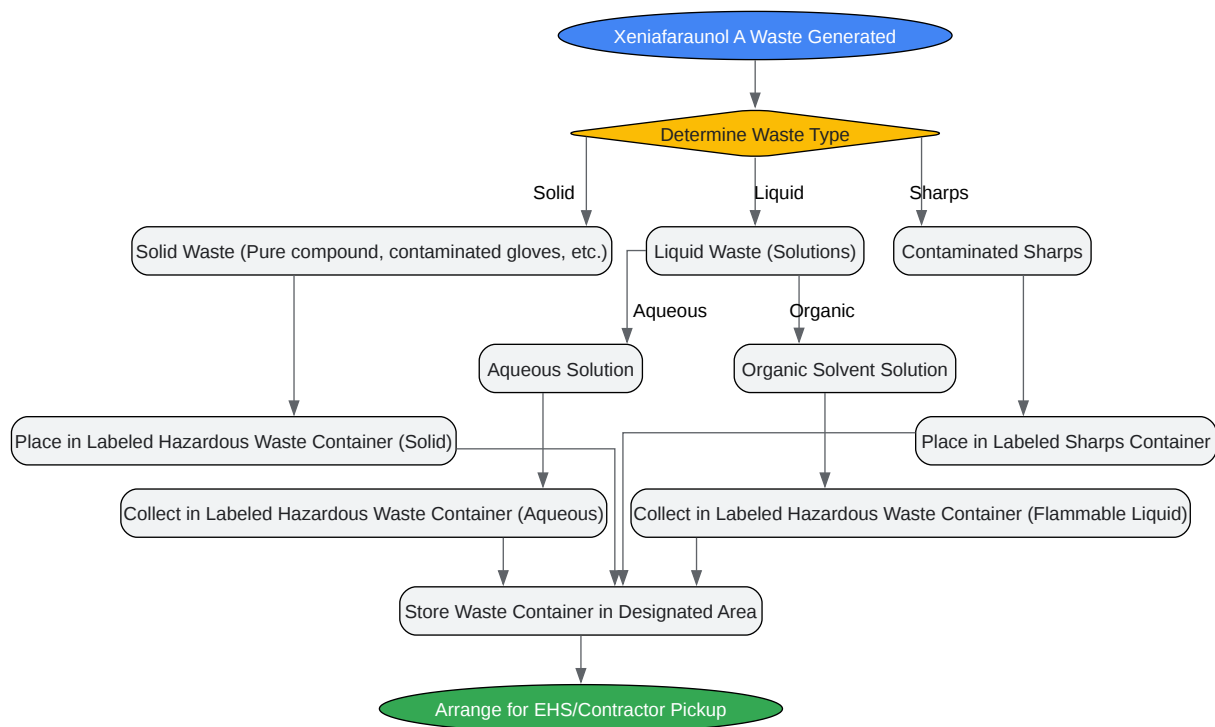 Xeniafaraunol A Waste Generated
Determine Waste Type
Solid
Liquid
Sharps
Solid Waste (Pure compound, contaminated gloves, etc.)
Liquid Waste (Solutions)
Contaminated Sharps
Aqueous
Organic
Aqueous Solution
Organic Solvent Solution
Place in Labeled Hazardous Waste Container (Solid)
Place in Labeled Sharps Container
Collect in Labeled Hazardous Waste Container (Aqueous)
Collect in Labeled Hazardous Waste Container (Flammable Liquid)
Store Waste Container in Designated Area
Arrange for EHS/Contractor Pickup